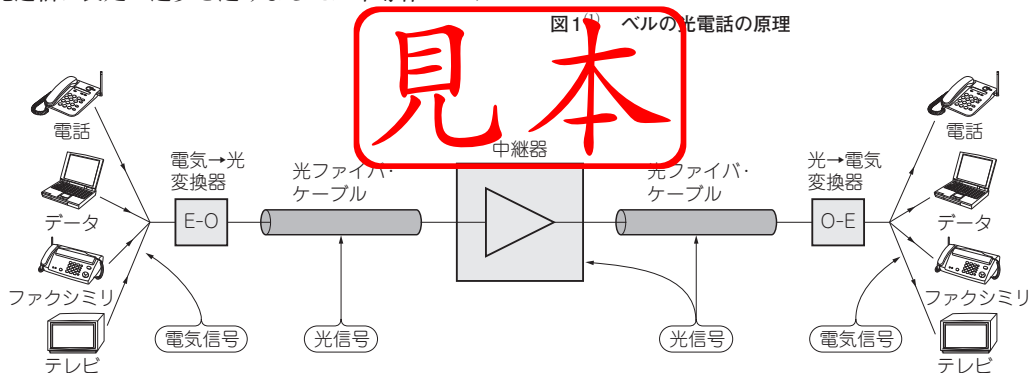 図1⁽¹⁾ ベルの光電話の原理
見本
電話
データ
ファクシミリ
テレビ
電気→光
変換器
E-O
電気信号
光ファイバ・
ケーブル
光信号
中継器
光ファイバ・
ケーブル
光信号
光→電気
変換器
O-E
電気信号
電話
データ
ファクシミリ
テレビ